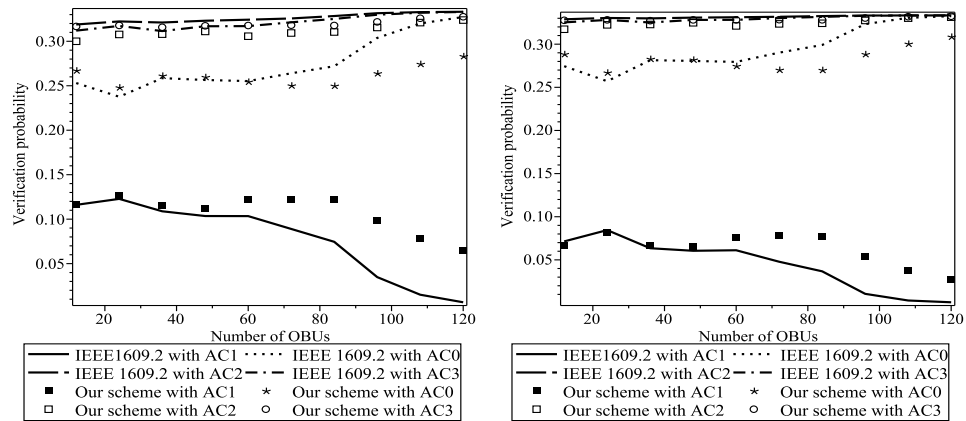 0.30
0.25
0.20
0.15
0.10
0.05
Verification probability
20 40 60 80 100 120
Number of OBUs
IEEE1609.2 with AC1 IEEE 1609.2 with AC0
IEEE 1609.2 with AC2 IEEE 1609.2 with AC3
Our scheme with AC1 Our scheme with AC0
Our scheme with AC2 Our scheme with AC3
0.30
0.25
0.20
0.15
0.10
0.05
Verification probability
20 40 60 80 100 120
Number of OBUs
IEEE1609.2 with AC1 IEEE 1609.2 with AC0
IEEE 1609.2 with AC2 IEEE 1609.2 with AC3
Our scheme with AC1 Our scheme with AC0
Our scheme with AC2 Our scheme with AC3